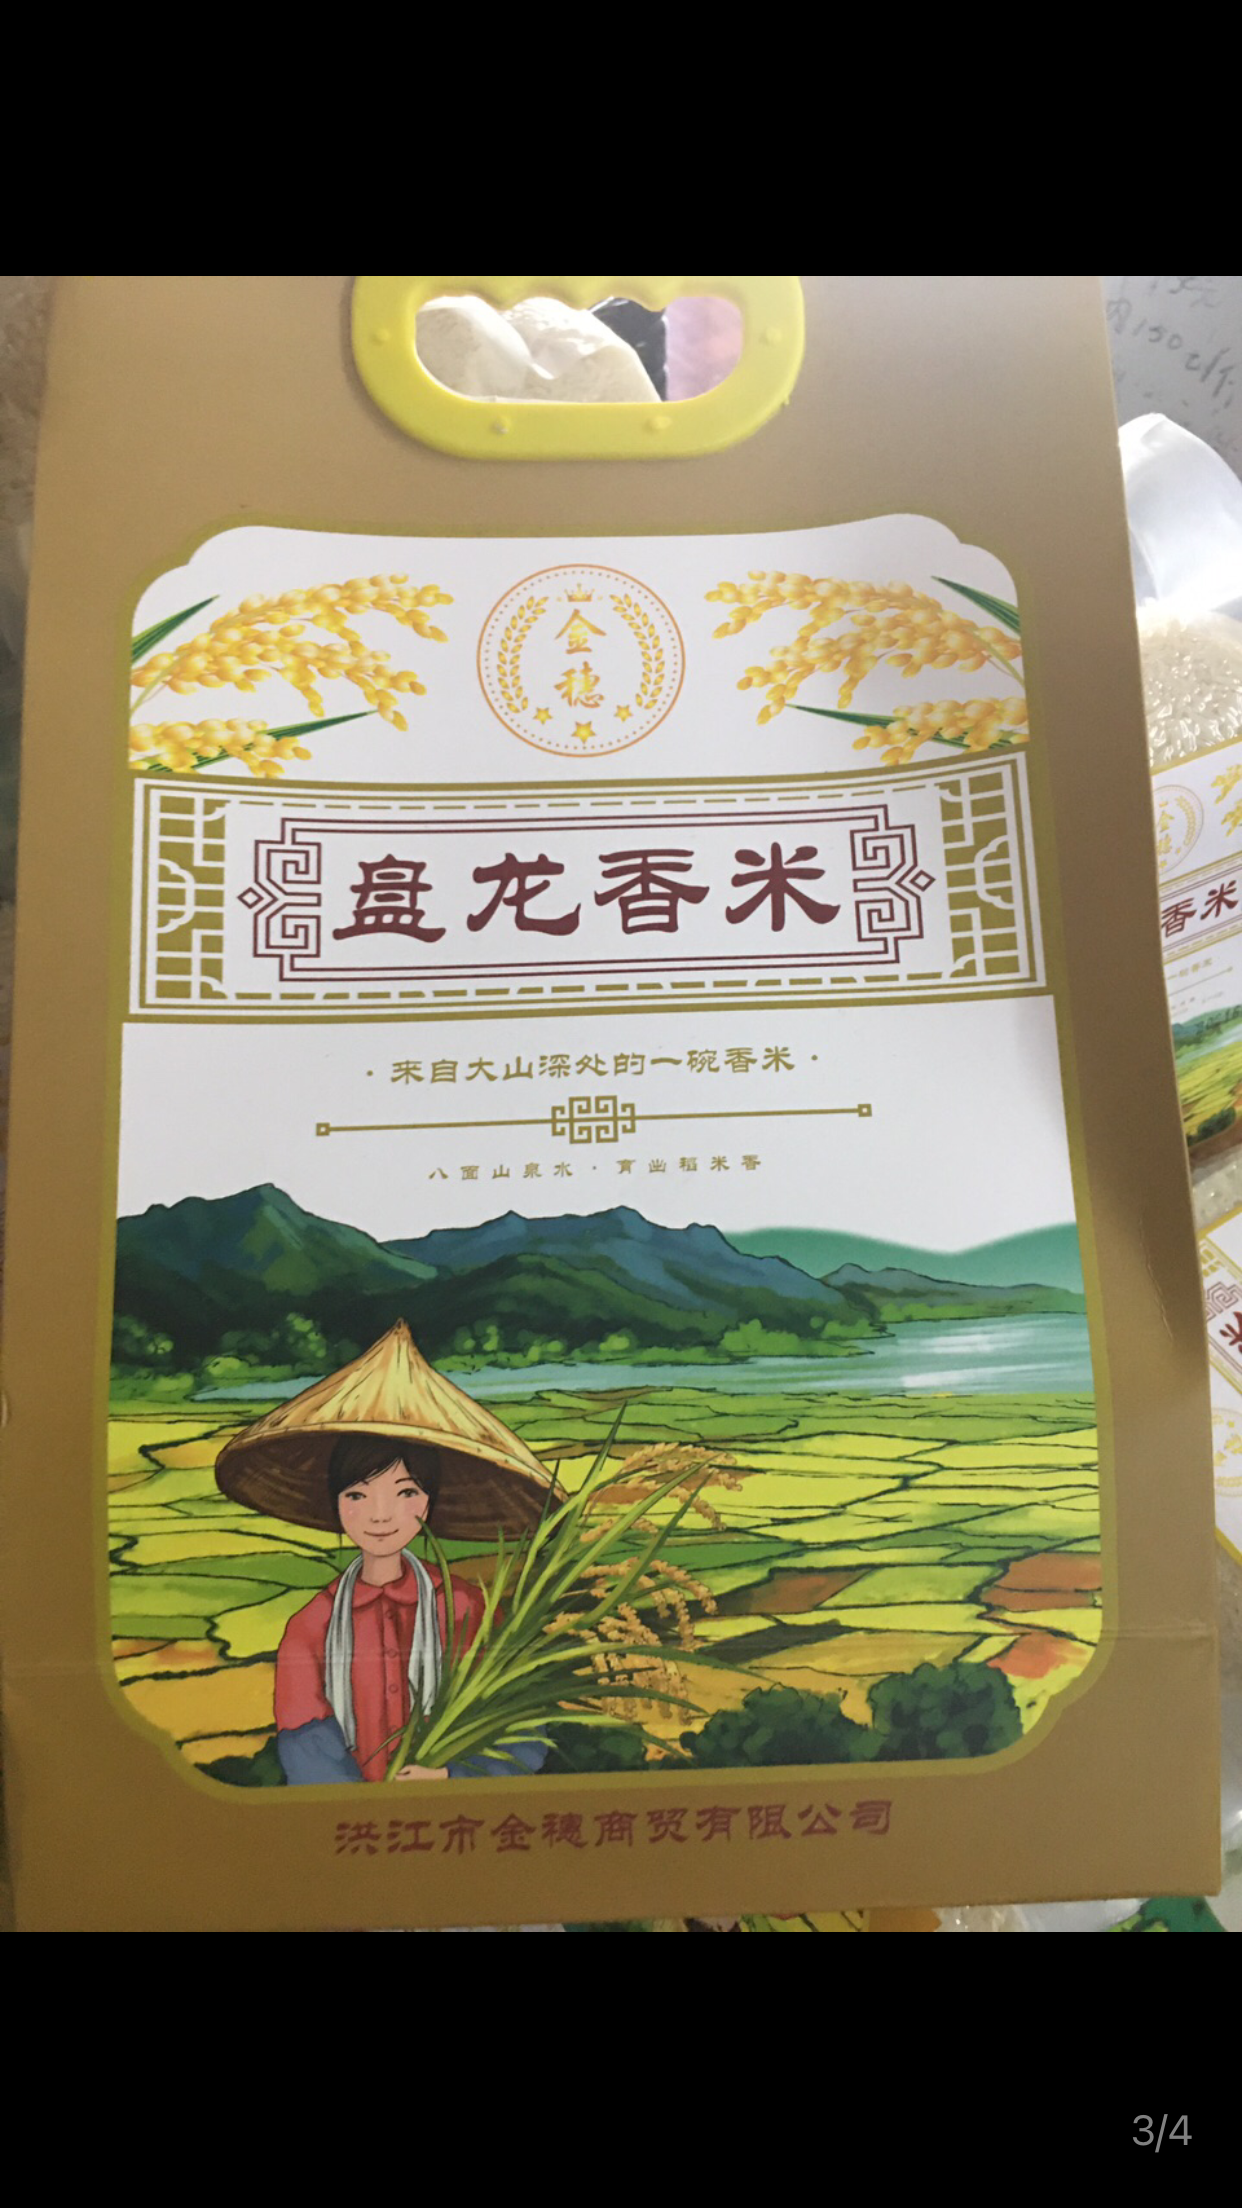 金
穗
盘龙香米
·来自大山深处的一碗香米·
八面山泉水·育出稻米香
洪江市金穗商贸有限公司
香米
3/4